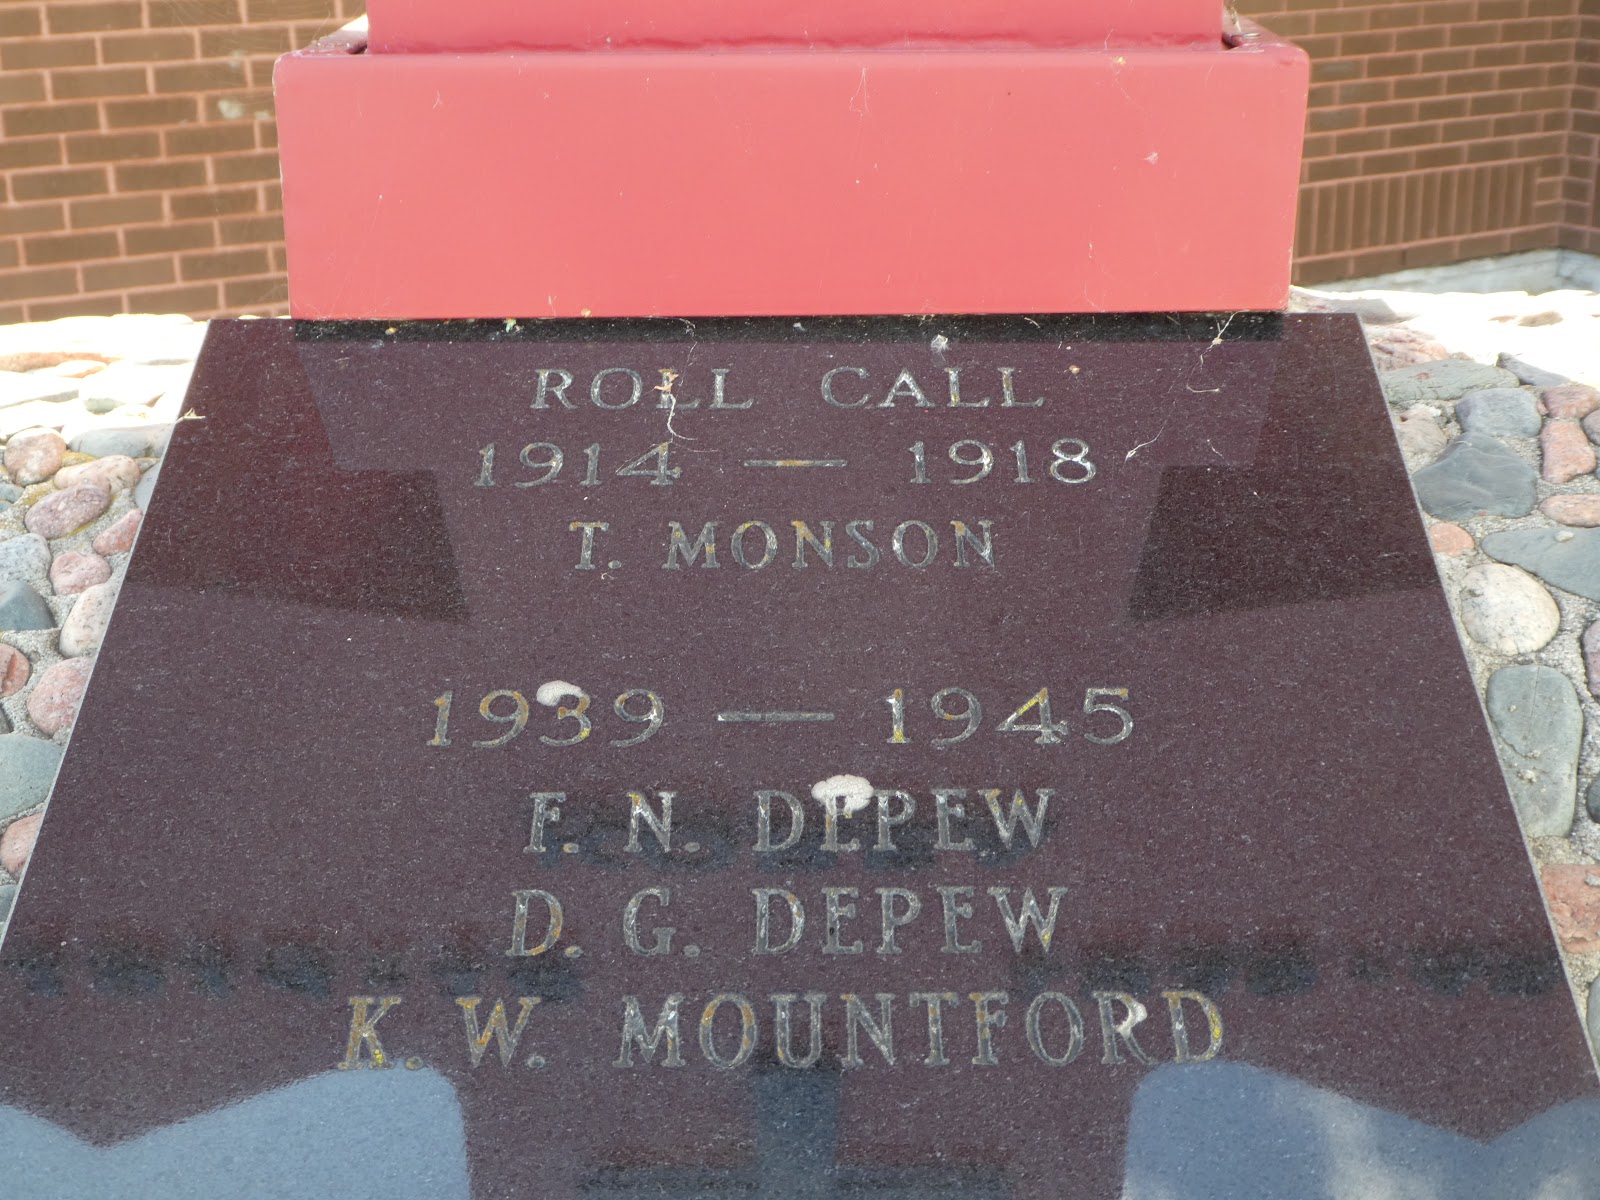 ROLL CALL
1914 — 1918
T. MONSON
1939 — 1945
F. N. DEPEW
D. G. DEPEW
K. W. MOUNTFORD